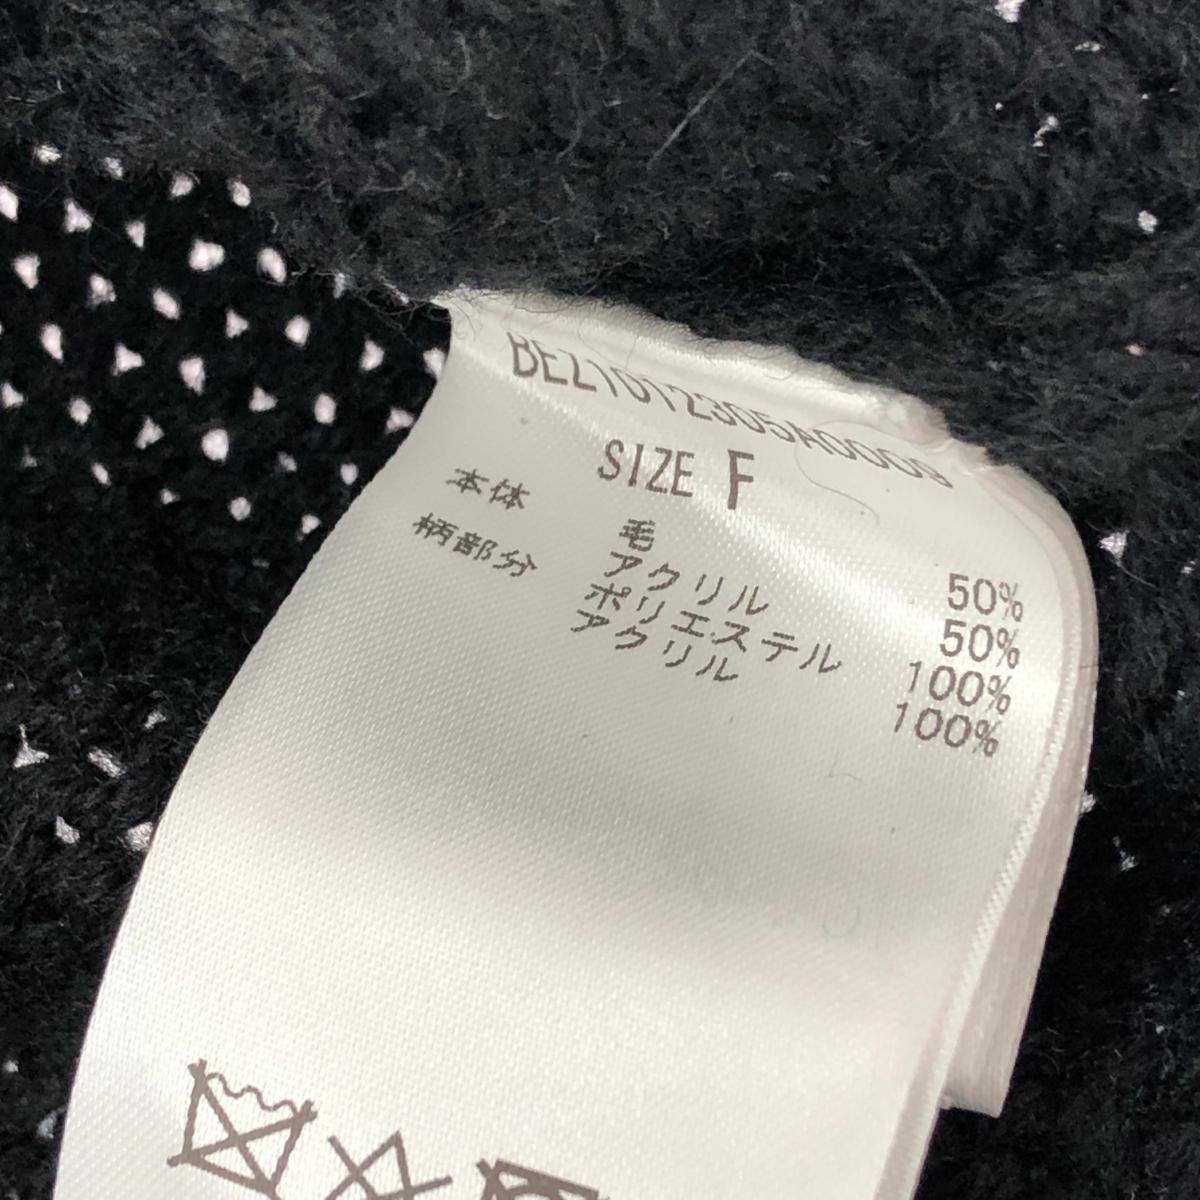 BEZ1012305A0009
SIZE F
本体 毛 50%
柄部分 アクリル 50%
ポリエステル 100%
アクリル 100%